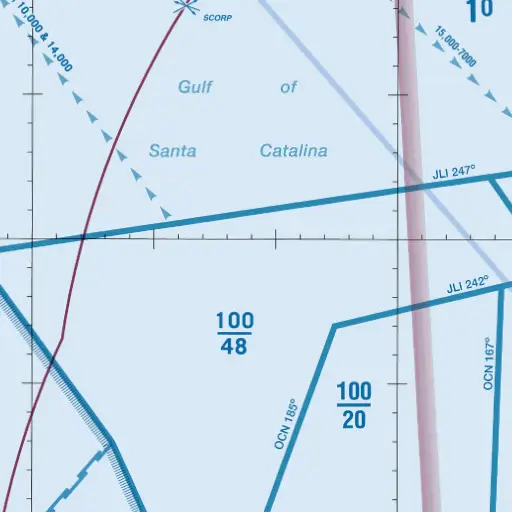 10,000 & 14,000
SCORP
1⁰
15,000-7000
Gulf of
Santa Catalina
JLI 247°
JLI 242°
100
48
100
20
OCN 185°
OCN 167°